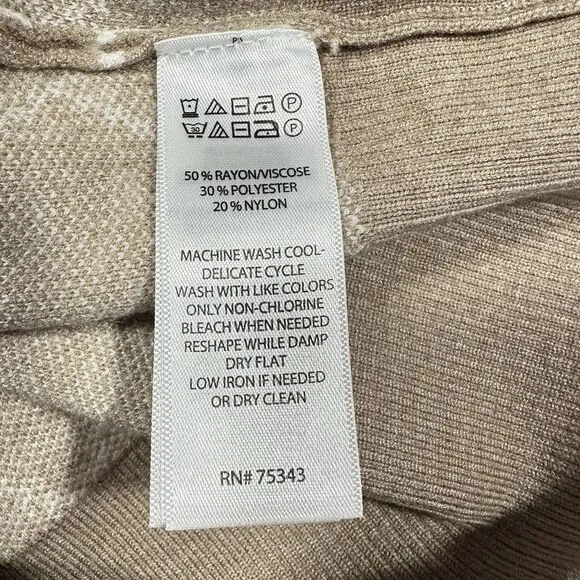 50 % RAYON/VISCOSE
30 % POLYESTER
20 % NYLON
MACHINE WASH COOL-
DELICATE CYCLE
WASH WITH LIKE COLORS
ONLY NON-CHLORINE
BLEACH WHEN NEEDED
RESHAPE WHILE DAMP
DRY FLAT
LOW IRON IF NEEDED
OR DRY CLEAN
RN# 75343